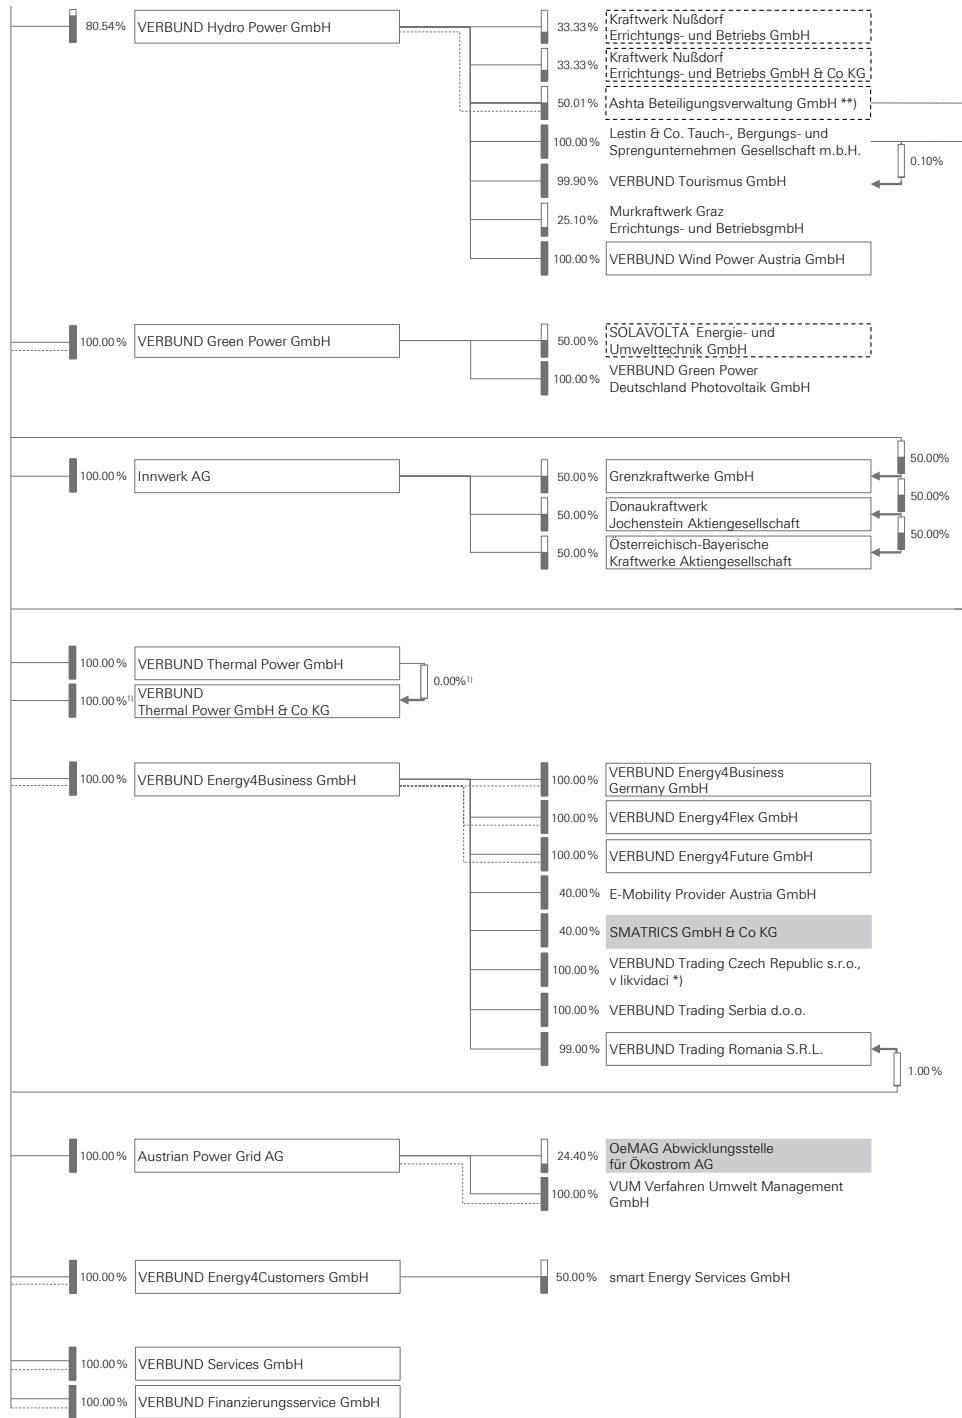 80.54%
VERBUND Hydro Power GmbH
33.33%
Kraftwerk Nußdorf
Errichtungs- und Betriebs GmbH
33.33%
Kraftwerk Nußdorf
Errichtungs- und Betriebs GmbH & Co KG
50.01%
Ashta Beteiligungsverwaltung GmbH **)
100.00%
Lestin & Co. Tauch-, Bergungs- und
Sprengunternehmen Gesellschaft m.b.H.
0.10%
99.90%
VERBUND Tourismus GmbH
25.10%
Murkraftwerk Graz
Errichtungs- und BetriebsgmbH
100.00%
VERBUND Wind Power Austria GmbH
100.00%
VERBUND Green Power GmbH
50.00%
SOLAVOLTA Energie- und
Umwelttechnik GmbH
100.00%
VERBUND Green Power
Deutschland Photovoltaik GmbH
50.00%
100.00%
Innwerk AG
50.00%
Grenzkraftwerke GmbH
50.00%
50.00%
Donaukraftwerk
Jochenstein Aktiengesellschaft
50.00%
50.00%
Österreichisch-Bayerische
Kraftwerke Aktiengesellschaft
100.00%
VERBUND Thermal Power GmbH
0.00%1)
100.00%1)
VERBUND
Thermal Power GmbH & Co KG
100.00%
VERBUND Energy4Business GmbH
100.00%
VERBUND Energy4Business
Germany GmbH
100.00%
VERBUND Energy4Flex GmbH
100.00%
VERBUND Energy4Future GmbH
40.00%
E-Mobility Provider Austria GmbH
40.00%
SMATRICS GmbH & Co KG
100.00%
VERBUND Trading Czech Republic s.r.o.,
v likvidaci *)
100.00%
VERBUND Trading Serbia d.o.o.
99.00%
VERBUND Trading Romania S.R.L.
1.00%
100.00%
Austrian Power Grid AG
24.40%
OeMAG Abwicklungsstelle
für Ökostrom AG
100.00%
VUM Verfahren Umwelt Management
GmbH
100.00%
VERBUND Energy4Customers GmbH
50.00%
smart Energy Services GmbH
100.00%
VERBUND Services GmbH
100.00%
VERBUND Finanzierungsservice GmbH